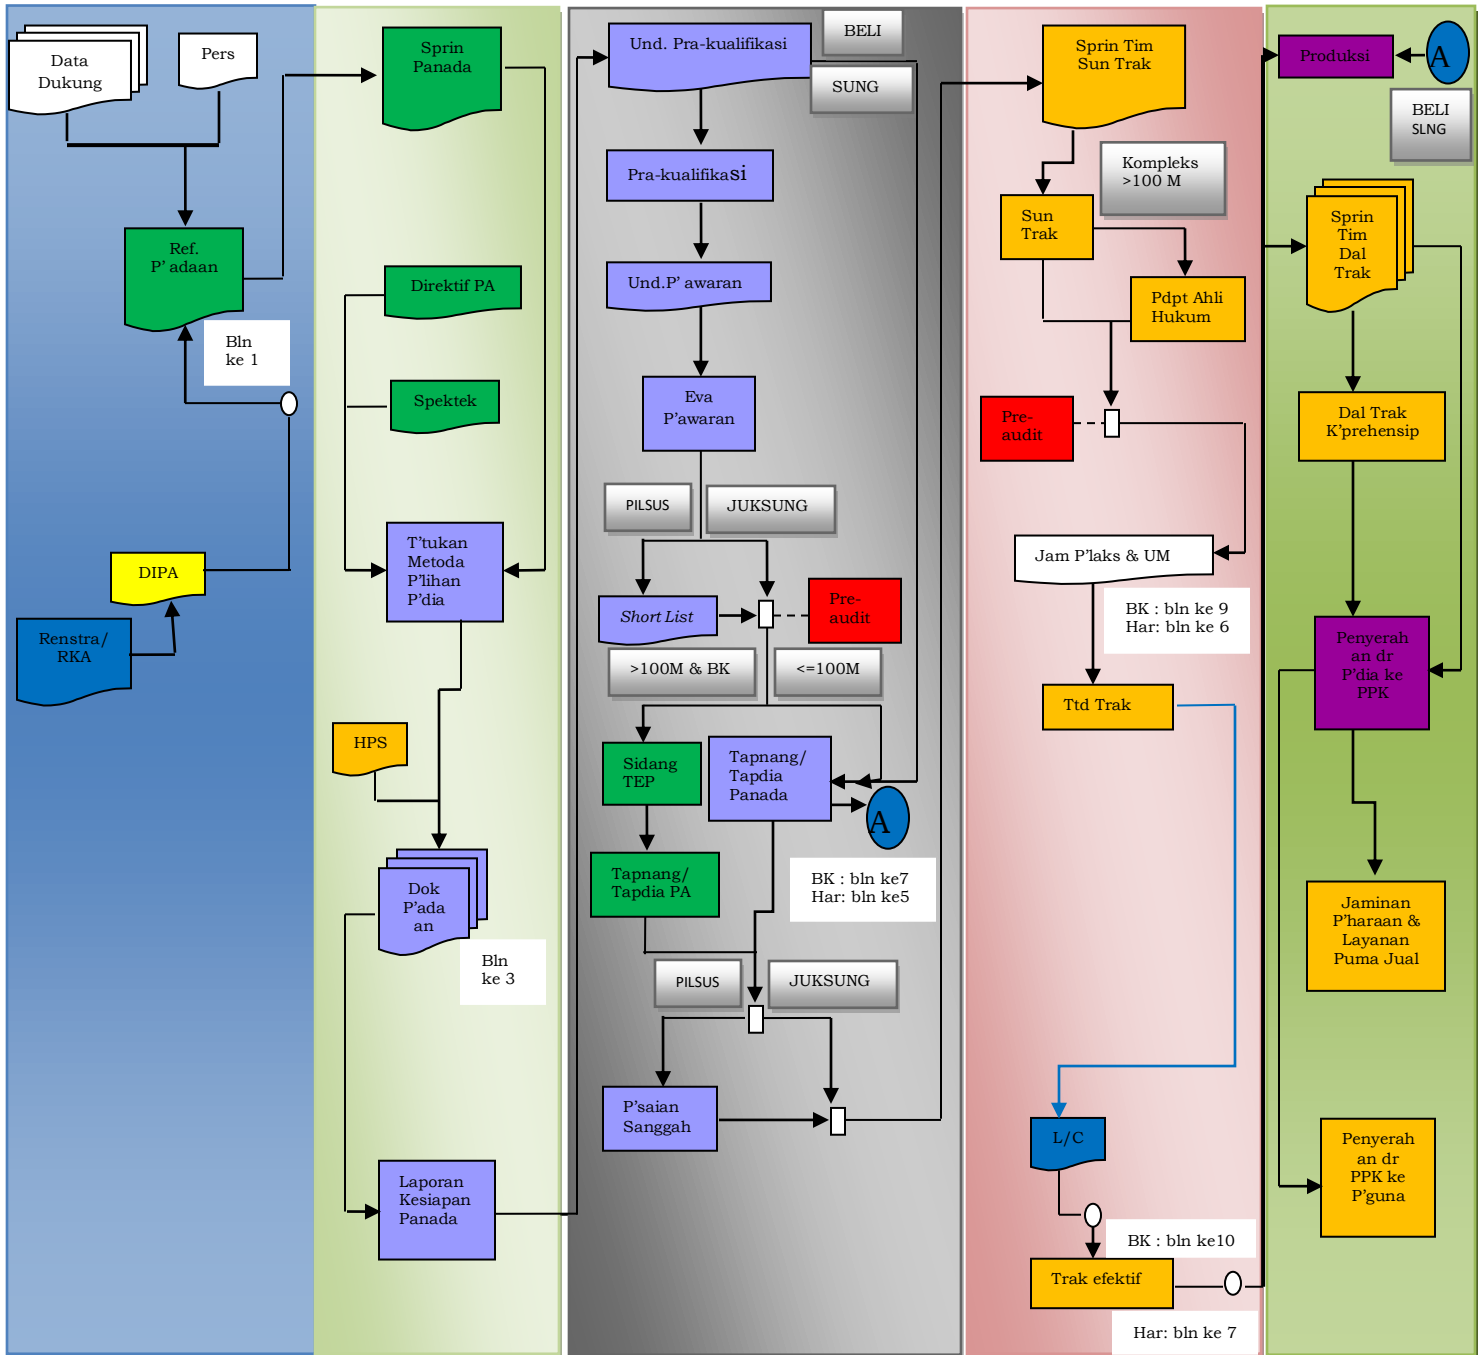 Data
Dukung
Pers
Ref.
P' adaan
Bln
ke 1
DIPA
Renstra/
RKA
Sprin
Panada
Direktif PA
Spektek
T'tukan
Metoda
P'lihan
P'dia
HPS
Dok
P'ada
an
Bln
ke 3
Laporan
Kesiapan
Panada
Und. Pra-kualifikasi
BELI
SUNG
Pra-kualifikasi
Und.P' awaran
Eva
P'awaran
PILSUS
JUKSUNG
Short List
Pre-
audit
>100M & BK
<=100M
Sidang
TEP
Tapnang/
Tapdia
Panada
A
Tapnang/
Tapdia PA
BK : bln ke7
Har: bln ke5
PILSUS
JUKSUNG
P'saian
Sanggah
Sprin Tim
Sun Trak
Kompleks
>100 M
Sun
Trak
Pdpt Ahli
Hukum
Pre-
audit
Jam P'laks & UM
BK : bln ke 9
Har: bln ke 6
Ttd Trak
L/C
BK : bln ke10
Trak efektif
Har: bln ke 7
Produksi
A
BELI
SLNG
Sprin
Tim
Dal
Trak
Dal Trak
K'prehensip
Penyerah
an dr
P'dia ke
PPK
Jaminan
P'haraan &
Layanan
Puma Jual
Penyerah
an dr
PPK ke
P'guna